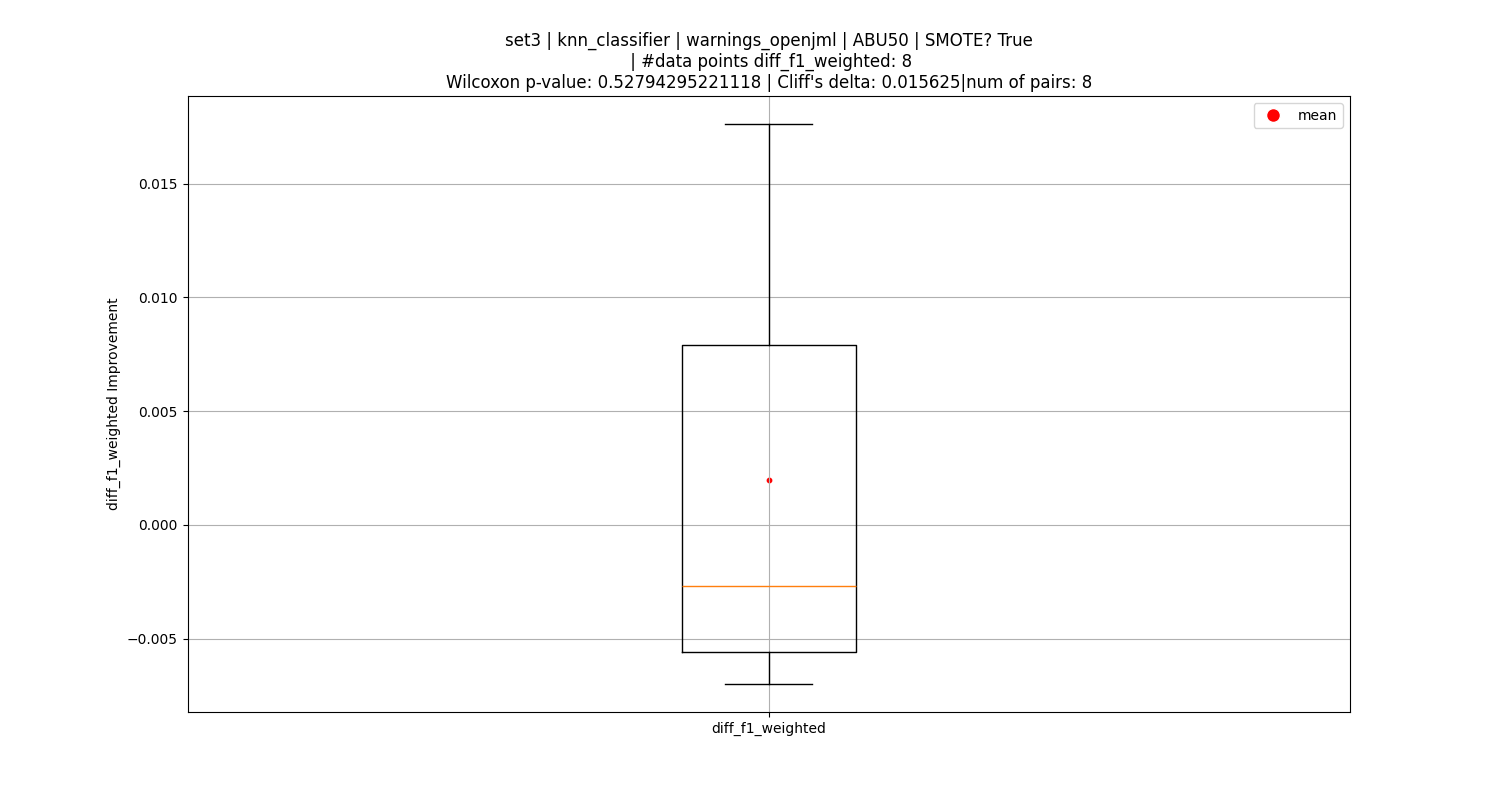 set3 | knn_classifier | warnings_openjml | ABU50 | SMOTE? True
| #data points diff_f1_weighted: 8
Wilcoxon p-value: 0.52794295221118 | Cliff's delta: 0.015625|num of pairs: 8
mean
0.015
0.010
0.005
0.000
−0.005
diff_f1_weighted Improvement
diff_f1_weighted